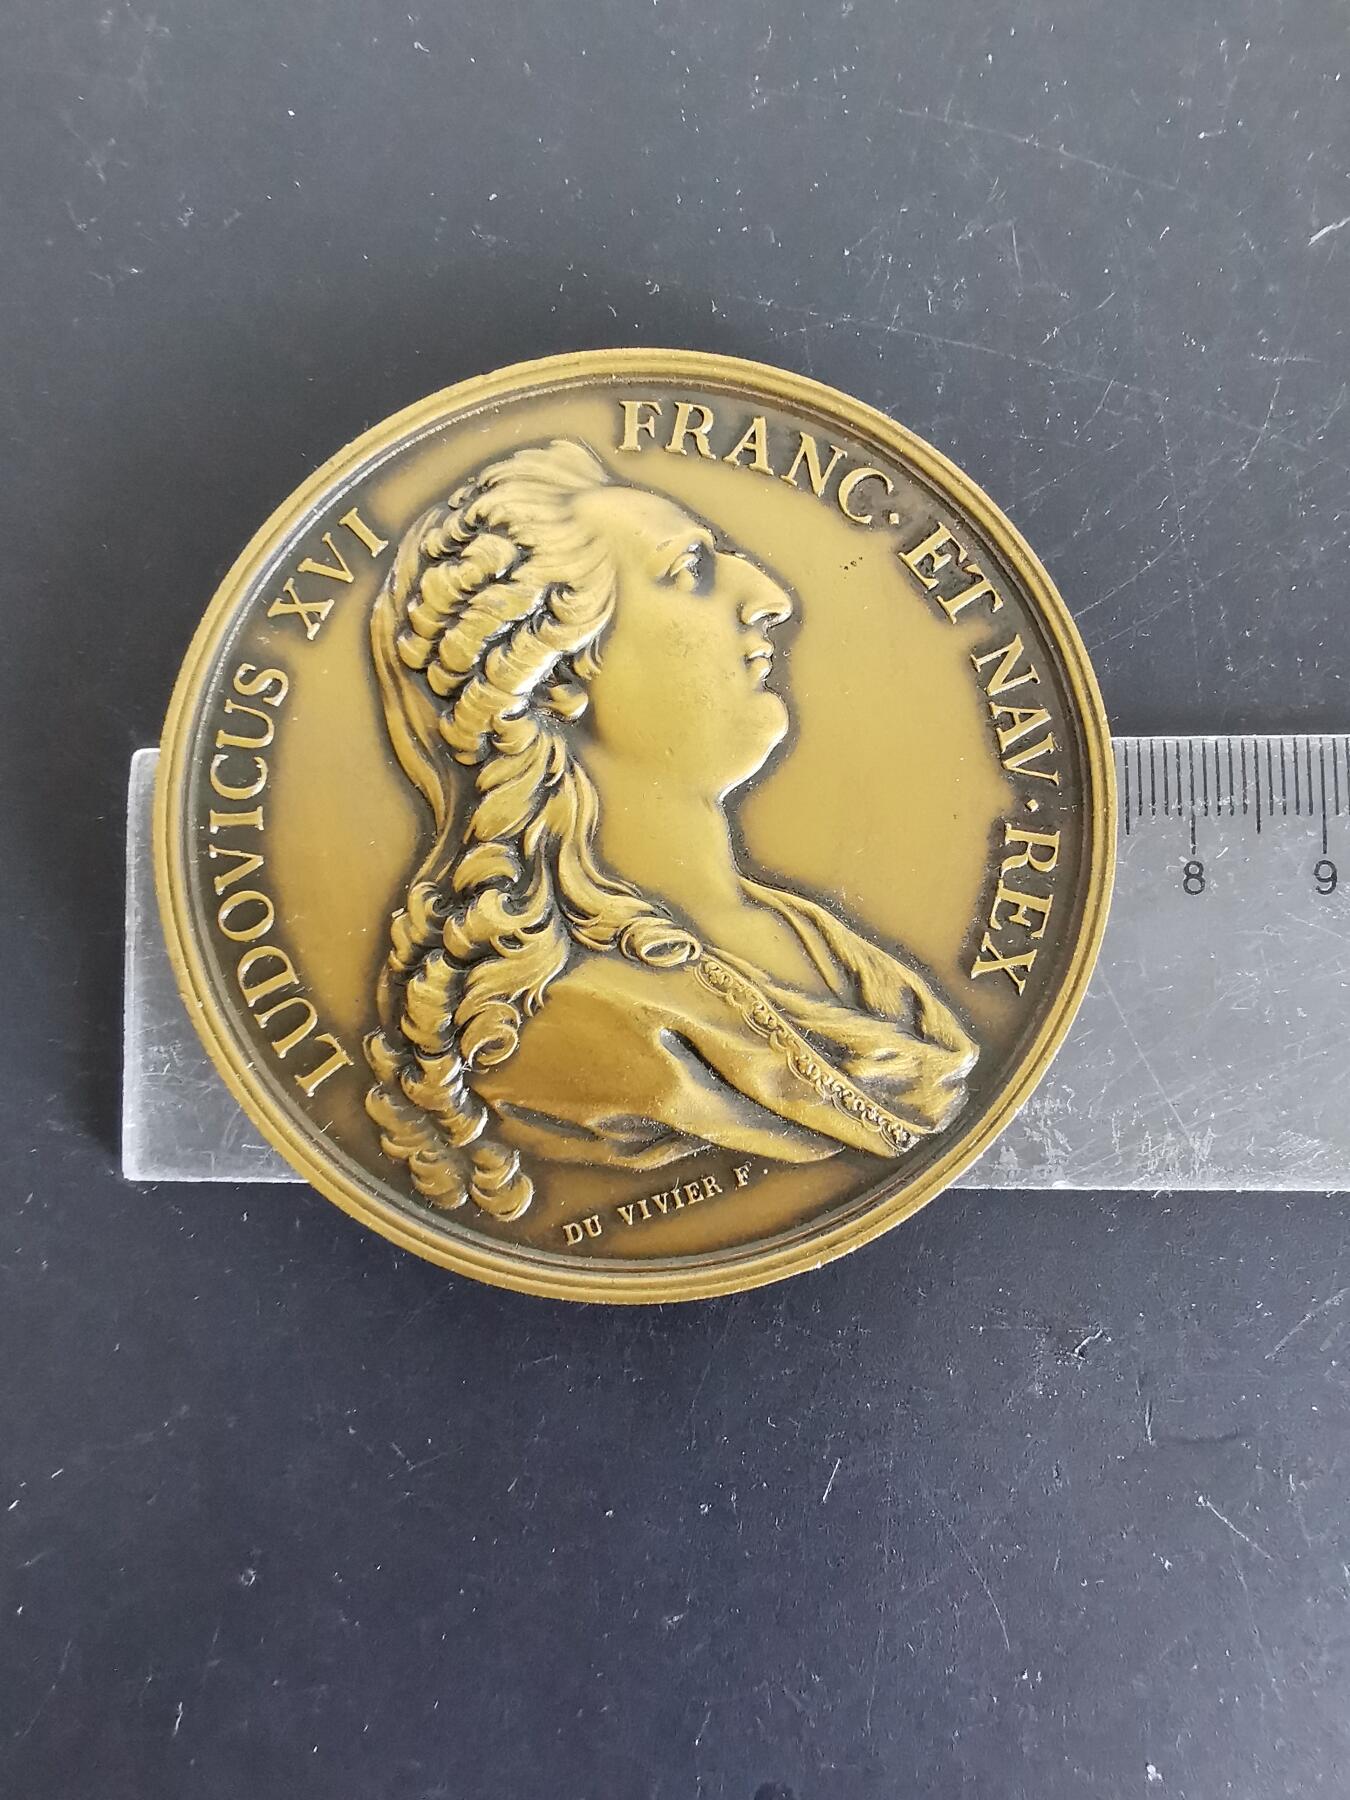 LUDOVICUS XVI FRANC· ET NAV· REX
DU VIVIER F.
8 9